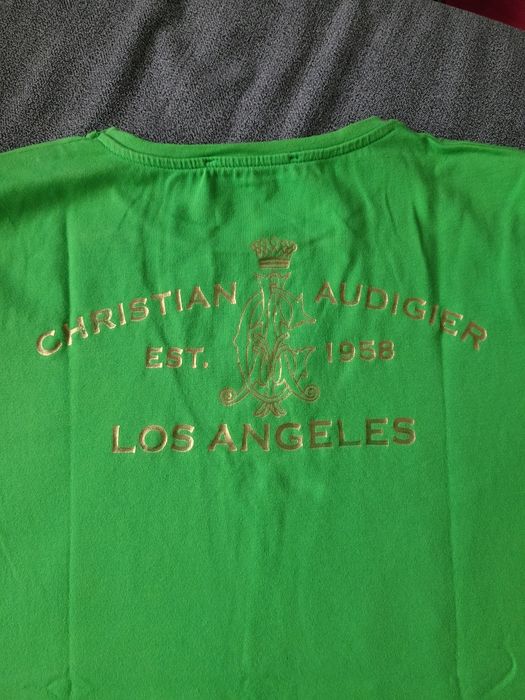 CHRISTIAN AUDIGIER
EST. 1958
LOS ANGELES